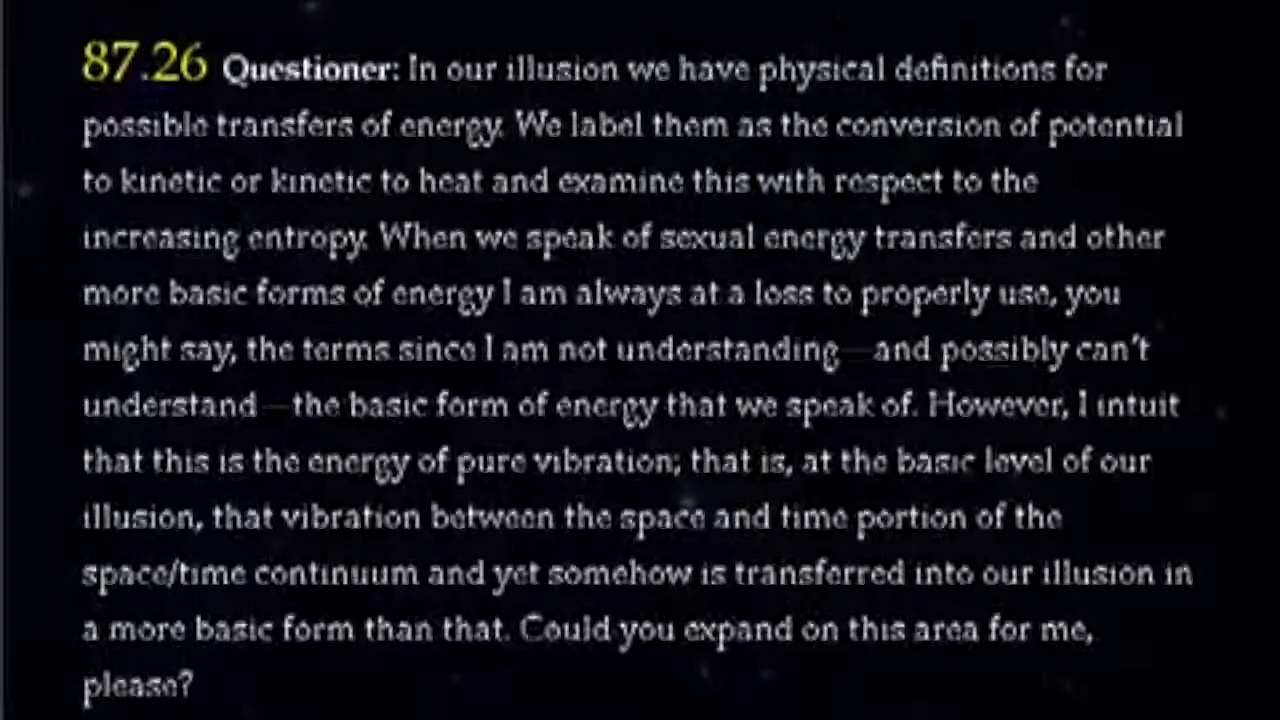 87.26 Questioner: In our illusion we have physical definitions for
possible transfers of energy. We label them as the conversion of potential
to kinetic or kinetic to heat and examine this with respect to the
increasing entropy. When we speak of sexual energy transfers and other
more basic forms of energy I am always at a loss to properly use, you
might say, the terms since I am not understanding—and possibly can't
understand—the basic form of energy that we speak of. However, I intuit
that this is the energy of pure vibration; that is, at the basic level of our
illusion, that vibration between the space and time portion of the
space/time continuum and yet somehow is transferred into our illusion in
a more basic form than that. Could you expand on this area for me,
please?